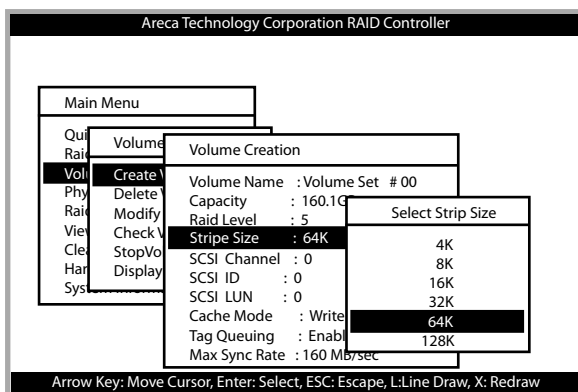 Areca Technology Corporation RAID Controller
Main Menu
Qui
Rai
Volu
Phy
Raid
View
Clea
Har
Syst
Volume
Create V
Delete V
Modify
Check V
StopVo
Display
Volume Creation
Volume Name : Volume Set # 00
Capacity : 160.1G
Raid Level : 5
Stripe Size : 64K
SCSI Channel : 0
SCSI ID : 0
SCSI LUN : 0
Cache Mode : Write
Tag Queuing : Enabl
Max Sync Rate : 160 MB/sec
Select Strip Size
4K
8K
16K
32K
64K
128K
Arrow Key: Move Cursor, Enter: Select, ESC: Escape, L:Line Draw, X: Redraw